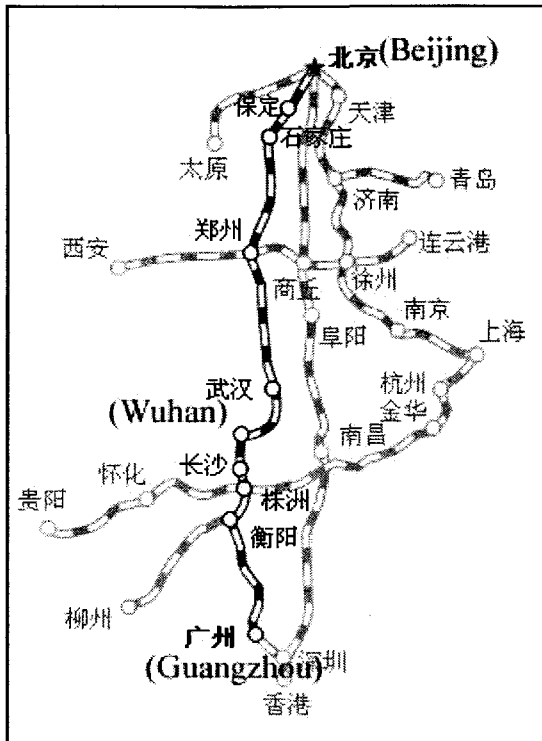 北京(Beijing)
保定
天津
石家庄
太原
济南
青岛
郑州
西安
连云港
商丘
徐州
南京
阜阳
上海
武汉
杭州
(Wuhan)
金华
南昌
长沙
怀化
株洲
贵阳
衡阳
柳州
广州
深圳
(Guangzhou)
香港